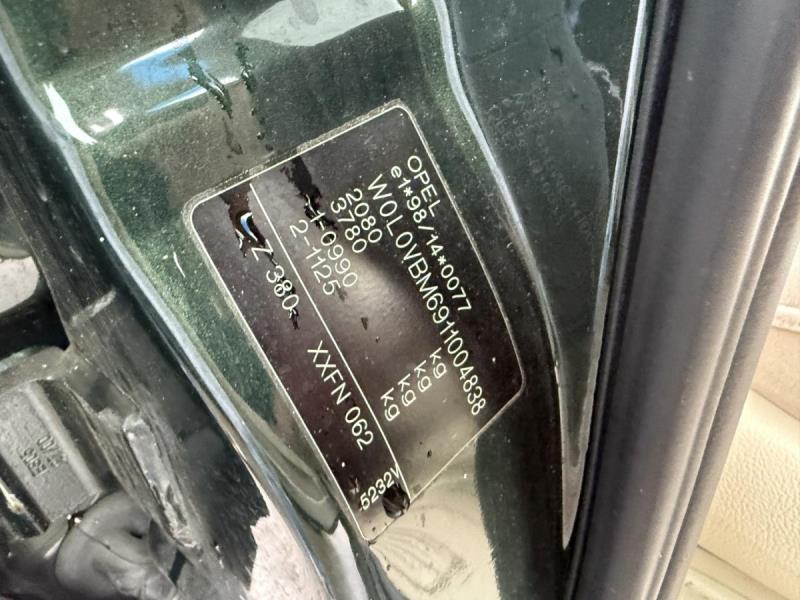 OPEL
e1*98/14*0077
W0L0VBM6911004838
2080 kg
3780 kg
1-0990 kg
2-1125 kg
Z 380 XXFN 062 5232V